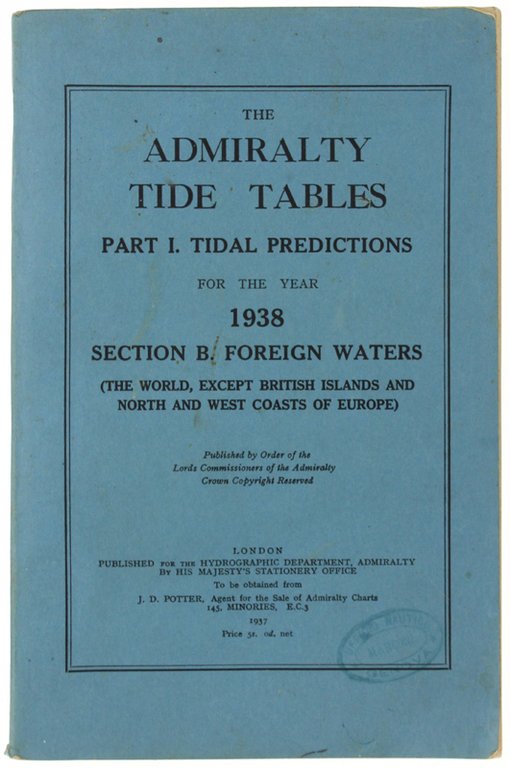 THE
ADMIRALTY
TIDE TABLES
PART I. TIDAL PREDICTIONS
FOR THE YEAR
1938
SECTION B. FOREIGN WATERS
(THE WORLD, EXCEPT BRITISH ISLANDS AND
NORTH AND WEST COASTS OF EUROPE)
Published by Order of the
Lords Commissioners of the Admiralty
Crown Copyright Reserved
LONDON
PUBLISHED FOR THE HYDROGRAPHIC DEPARTMENT, ADMIRALTY
BY HIS MAJESTY'S STATIONERY OFFICE
To be obtained from
J. D. POTTER, Agent for the Sale of Admiralty Charts
145, MINORIES, E.C.3
1937
Price 5s. 0d. net
GENOVA